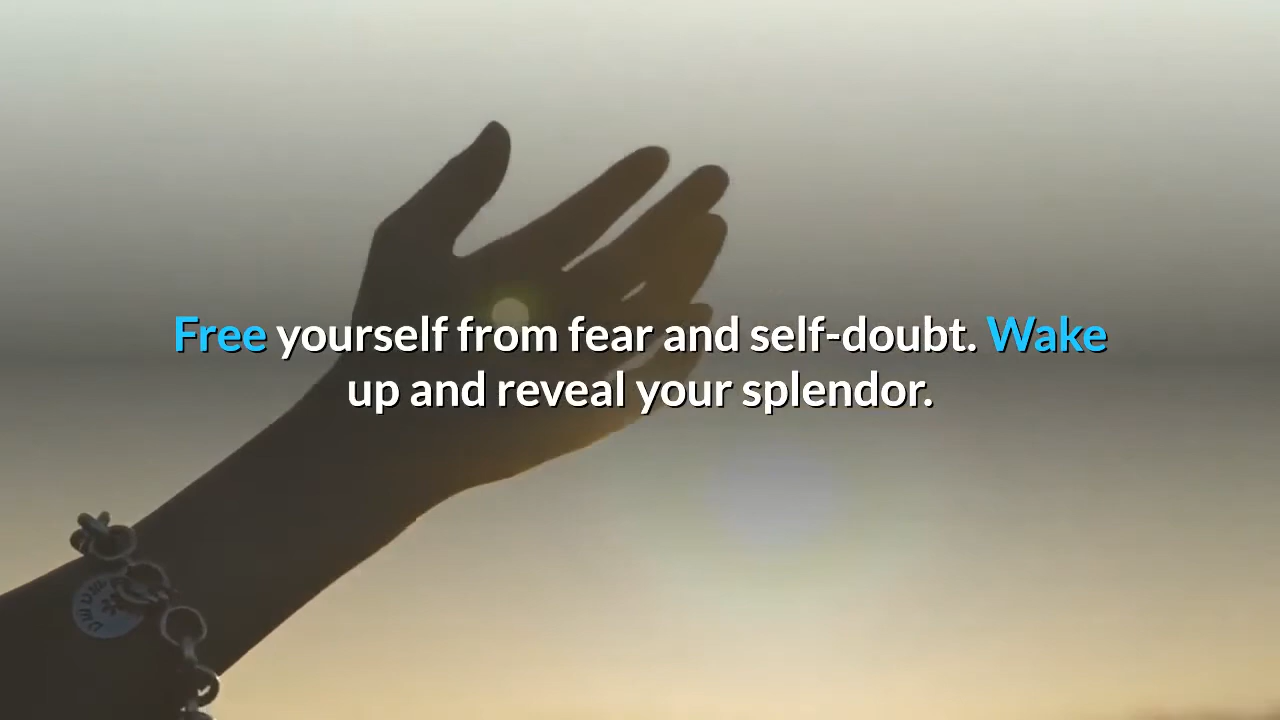 Free yourself from fear and self-doubt. Wake
up and reveal your splendor.